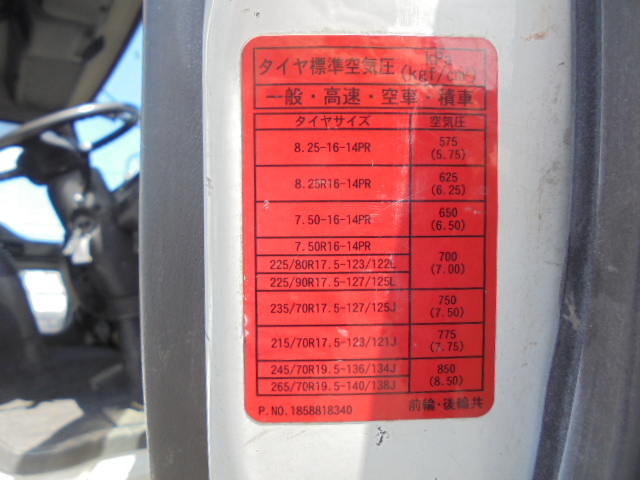 タイヤ標準空気圧 kPa (kgf/cm²)
一般・高速・空車・積車
タイヤサイズ 空気圧
8.25-16-14PR 575 (5.75)
8.25R16-14PR 625 (6.25)
7.50-16-14PR 650 (6.50)
7.50R16-14PR
225/80R17.5-123/122L 700 (7.00)
225/90R17.5-127/125L
235/70R17.5-127/125J 750 (7.50)
215/70R17.5-123/121J 775 (7.75)
245/70R19.5-136/134J 850 (8.50)
265/70R19.5-140/138J
P.NO.1858818340 前輪・後輪共